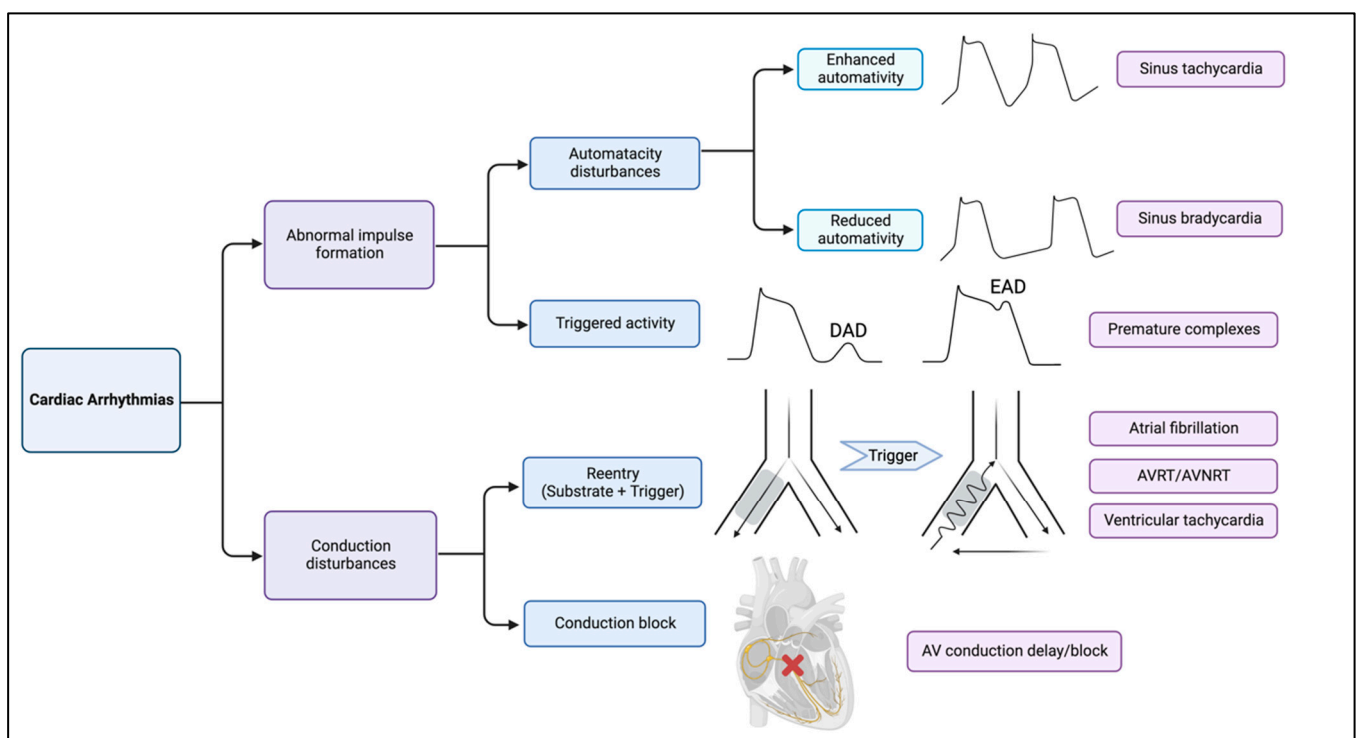 Enhanced
automativity
Sinus tachycardia
Automatacity
disturbances
Reduced
automativity
Sinus bradycardia
Abnormal impulse
formation
Triggered activity
DAD
EAD
Premature complexes
Cardiac Arrhythmias
Reentry
(Substrate + Trigger)
Trigger
Atrial fibrillation
AVRT/AVNRT
Ventricular tachycardia
Conduction
disturbances
Conduction block
AV conduction delay/block